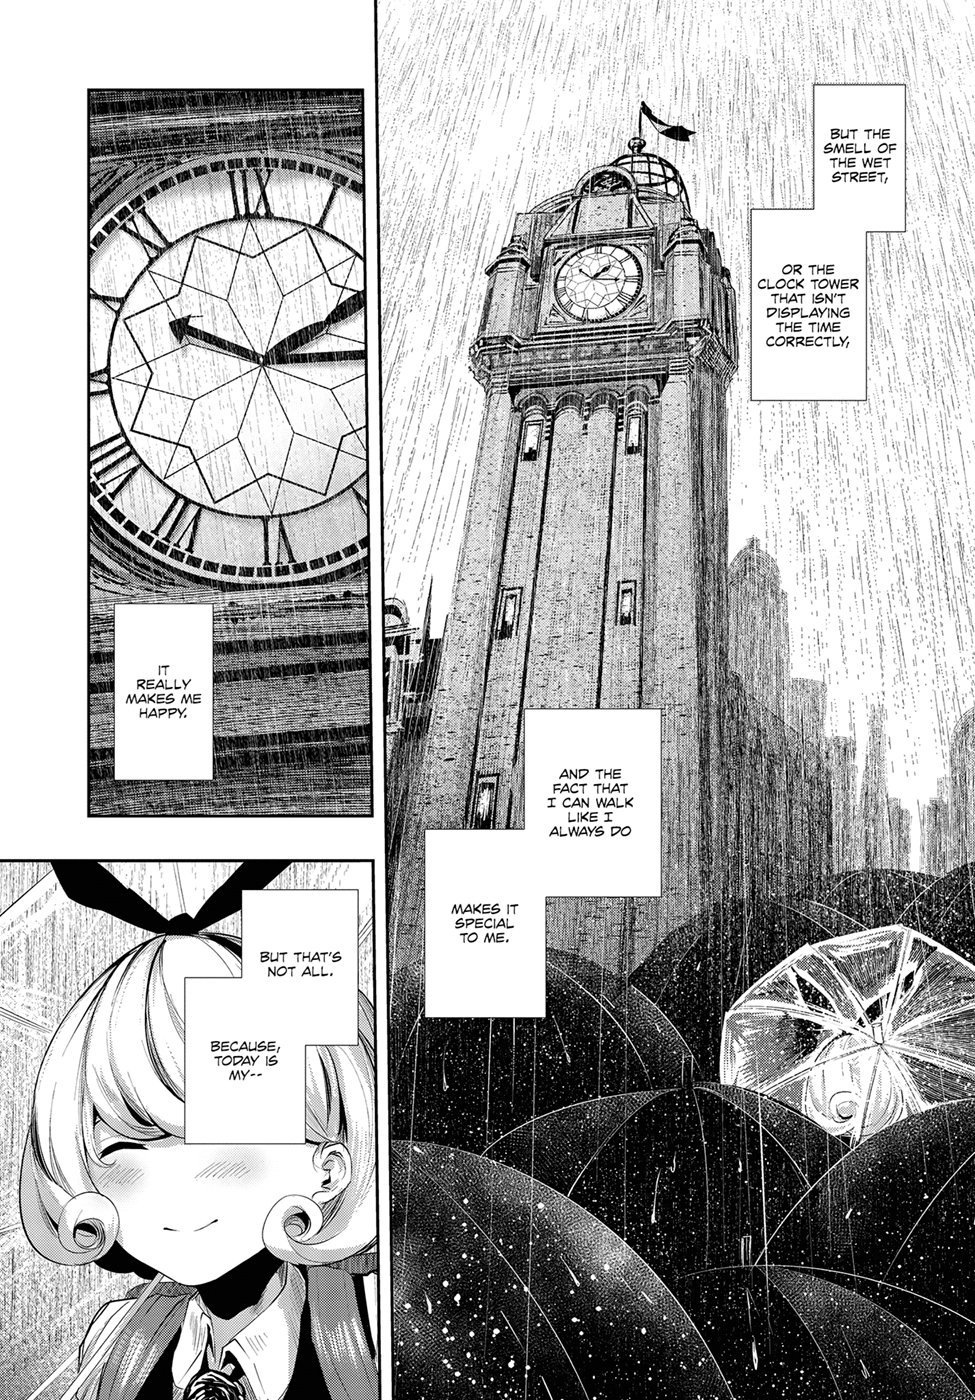 BUT THE
SMELL OF
THE WET
STREET,
OR THE
CLOCK TOWER
THAT ISN'T
DISPLAYING
THE TIME
CORRECTLY,
AND THE
FACT THAT
I CAN WALK
LIKE I
ALWAYS DO
MAKES IT
SPECIAL
TO ME.
IT
REALLY
MAKES ME
HAPPY.
BUT THAT'S
NOT ALL.
BECAUSE,
TODAY IS
MY--